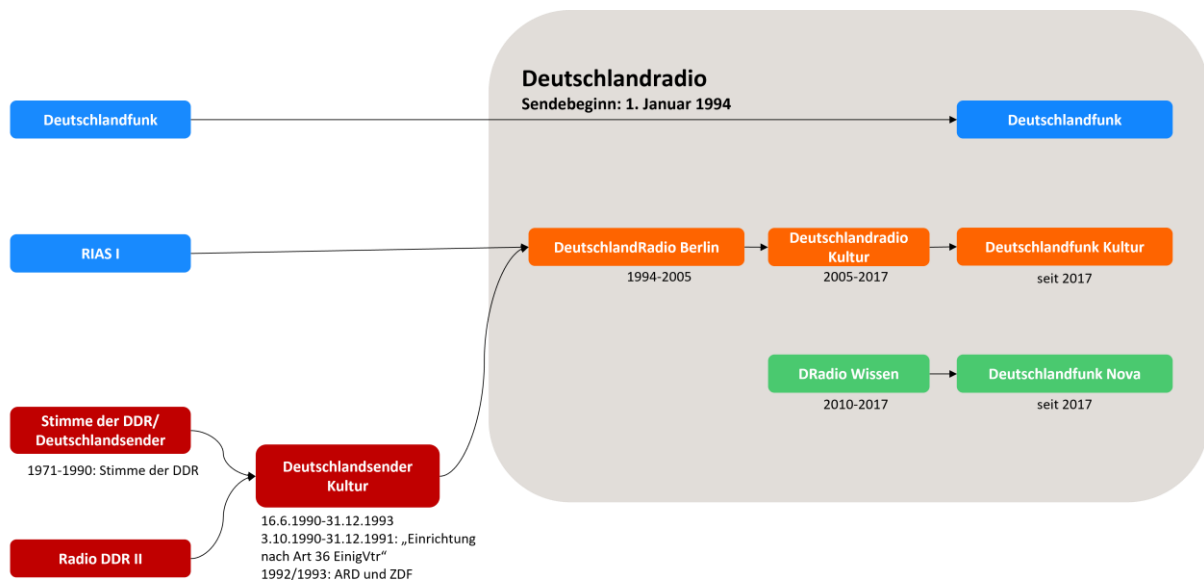 Deutschlandradio
Sendebeginn: 1. Januar 1994
Deutschlandfunk
Deutschlandfunk
RIAS I
DeutschlandRadio Berlin
1994-2005
Deutschlandradio
Kultur
2005-2017
Deutschlandfunk Kultur
seit 2017
DRadio Wissen
2010-2017
Deutschlandfunk Nova
seit 2017
Stimme der DDR/
Deutschlandsender
1971-1990: Stimme der DDR
Deutschlandsender
Kultur
16.6.1990-31.12.1993
3.10.1990-31.12.1991: „Einrichtung
nach Art 36 EinigVtr“
1992/1993: ARD und ZDF
Radio DDR II